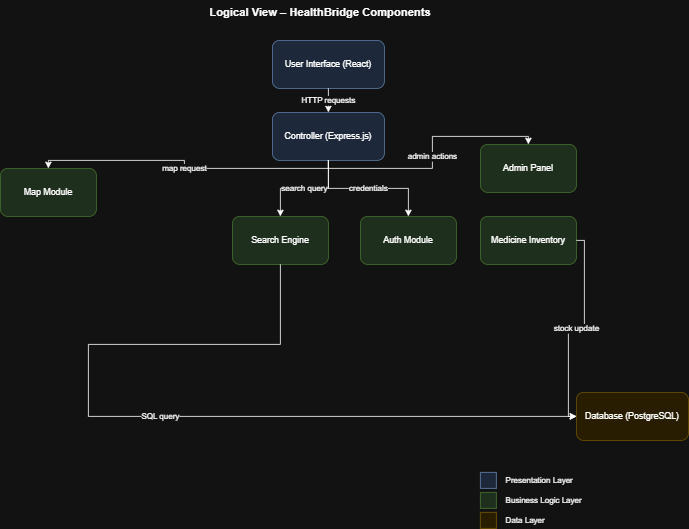 Logical View – HealthBridge Components
User Interface (React)
HTTP requests
Controller (Express.js)
admin actions
map request
Admin Panel
Map Module
search query
credentials
Search Engine
Auth Module
Medicine Inventory
stock update
SQL query
Database (PostgreSQL)
Presentation Layer
Business Logic Layer
Data Layer